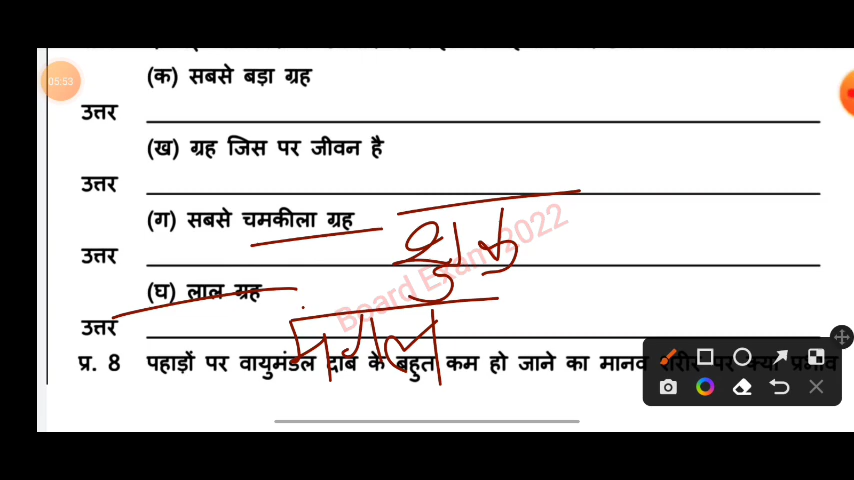 05:53
(क) सबसे बड़ा ग्रह
उत्तर
(ख) ग्रह जिस पर जीवन है
उत्तर
(ग) सबसे चमकीला ग्रह
शुक्र
उत्तर
Board Exam 2022
(घ) लाल ग्रह
मगल
उत्तर
प्र. 8 पहाड़ों पर वायुमंडल दाब के बहुत कम हो जाने का मानव शरीर पर क्या प्रभाव